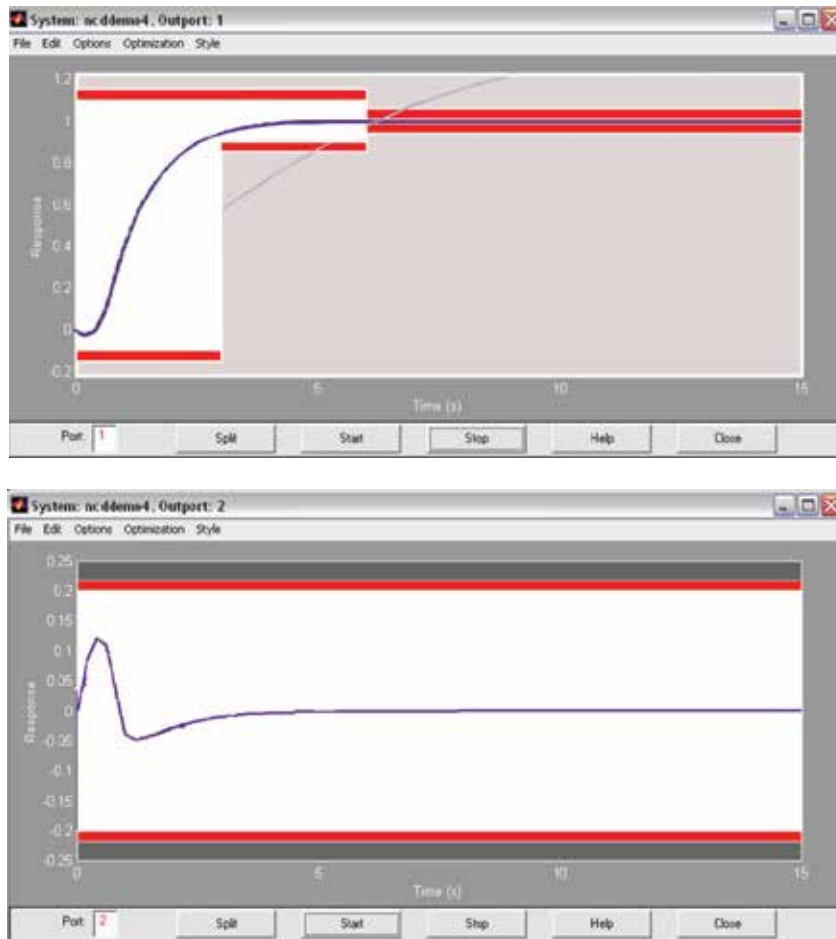 System: ncddemo4, Outport: 1
File Edit Options Optimization Style
1.2
1
0.8
0.6
0.4
0.2
0
-0.2
Response
0 5 10 15
Time (s)
Port 1 Split Start Stop Help Close
System: ncddemo4, Outport: 2
File Edit Options Optimization Style
0.25
0.2
0.15
0.1
0.05
0
-0.05
-0.1
-0.15
-0.2
-0.25
Response
0 5 10 15
Time (s)
Port 2 Split Start Stop Help Close